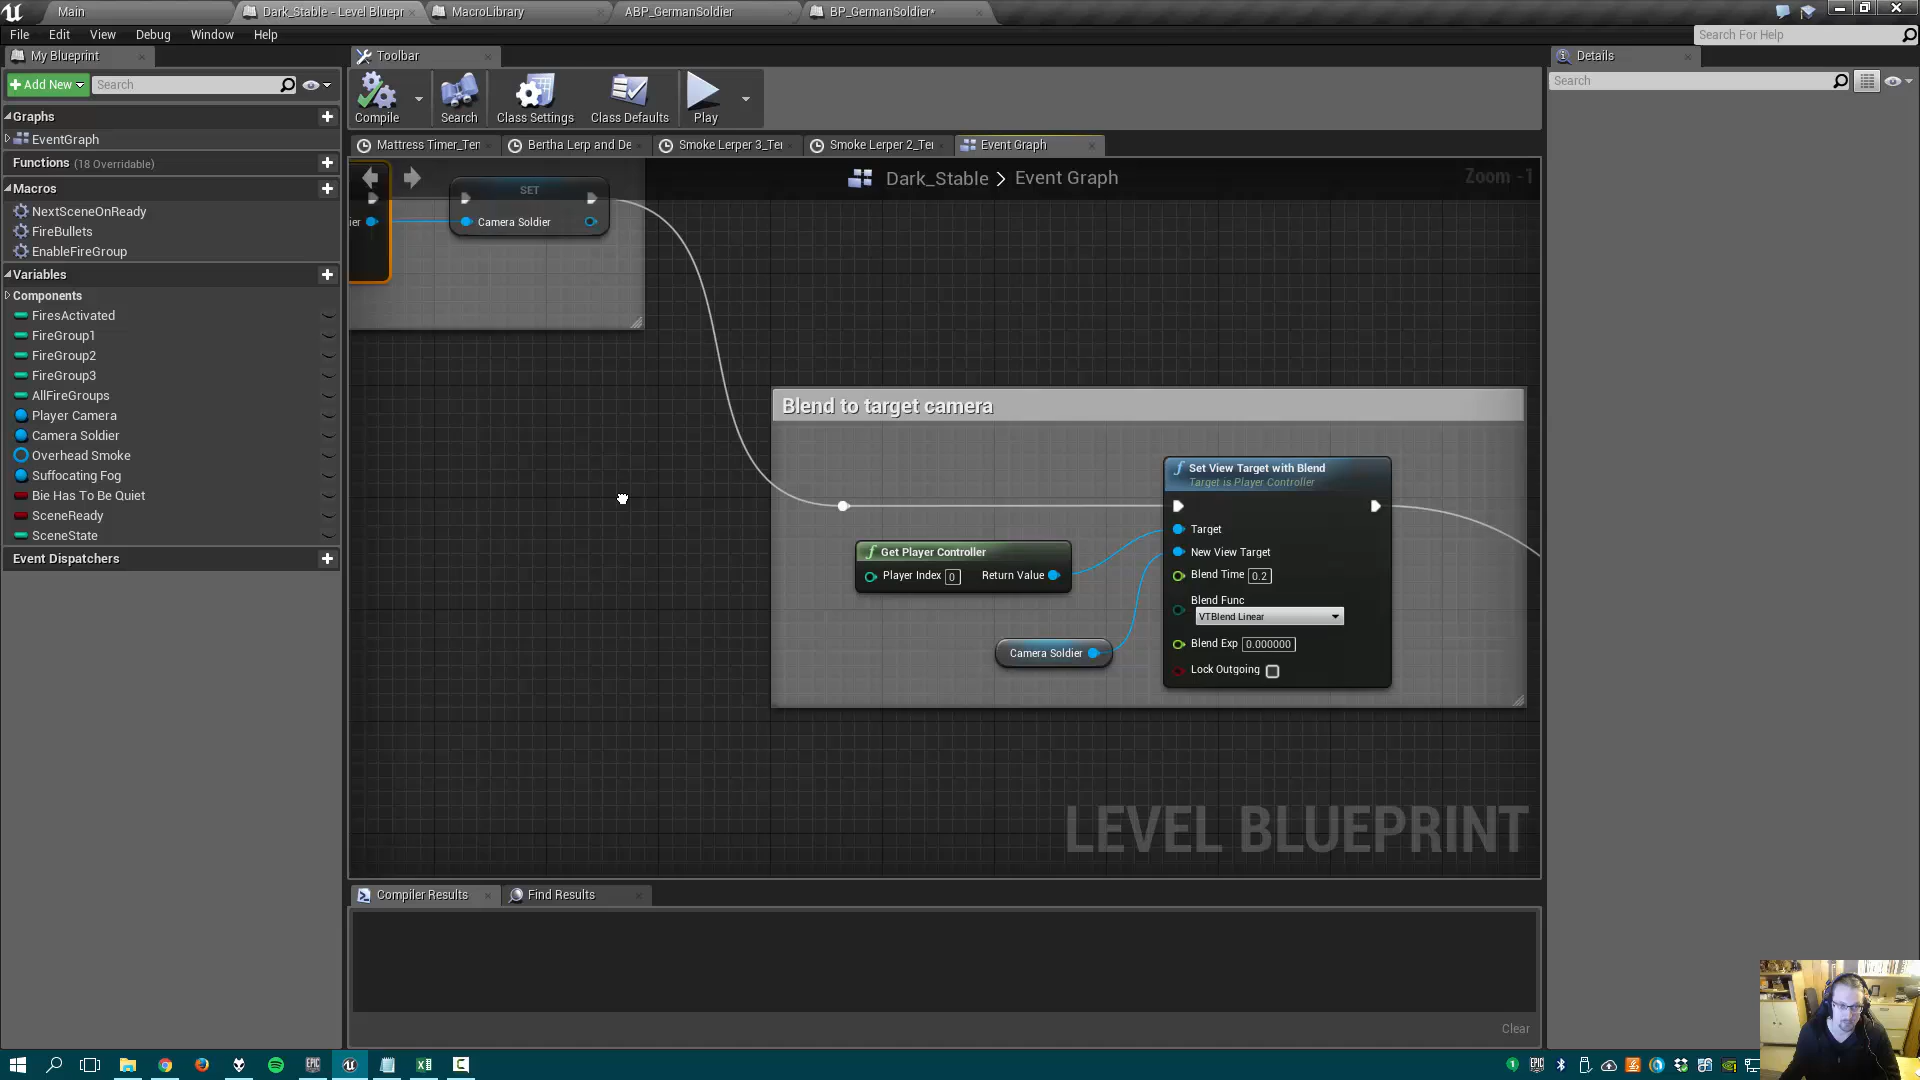 Main
Dark_Stable - Level Bluepr
MacroLibrary
ABP_GermanSoldier
BP_GermanSoldier*
File Edit View Debug Window Help
Search For Help
My Blueprint
Toolbar
Details
Add New
Search
Search
Compile
Search
Class Settings
Class Defaults
Play
Graphs
EventGraph
Functions (18 Overridable)
Macros
NextSceneOnReady
FireBullets
EnableFireGroup
Variables
Components
FiresActivated
FireGroup1
FireGroup2
FireGroup3
AllFireGroups
Player Camera
Camera Soldier
Overhead Smoke
Suffocating Fog
Bie Has To Be Quiet
SceneReady
SceneState
Event Dispatchers
Mattress Timer_Ten
Bertha Lerp and De
Smoke Lerper 3_Te
Smoke Lerper 2_Te
Event Graph
Dark_Stable > Event Graph
Zoom -1
SET
ier
Camera Soldier
Blend to target camera
Set View Target with Blend
Target is Player Controller
Target
New View Target
Blend Time 0.2
Blend Func
VTBlend Linear
Blend Exp 0.000000
Lock Outgoing
Get Player Controller
Player Index 0 Return Value
Camera Soldier
LEVEL BLUEPRINT
Compiler Results
Find Results
Clear